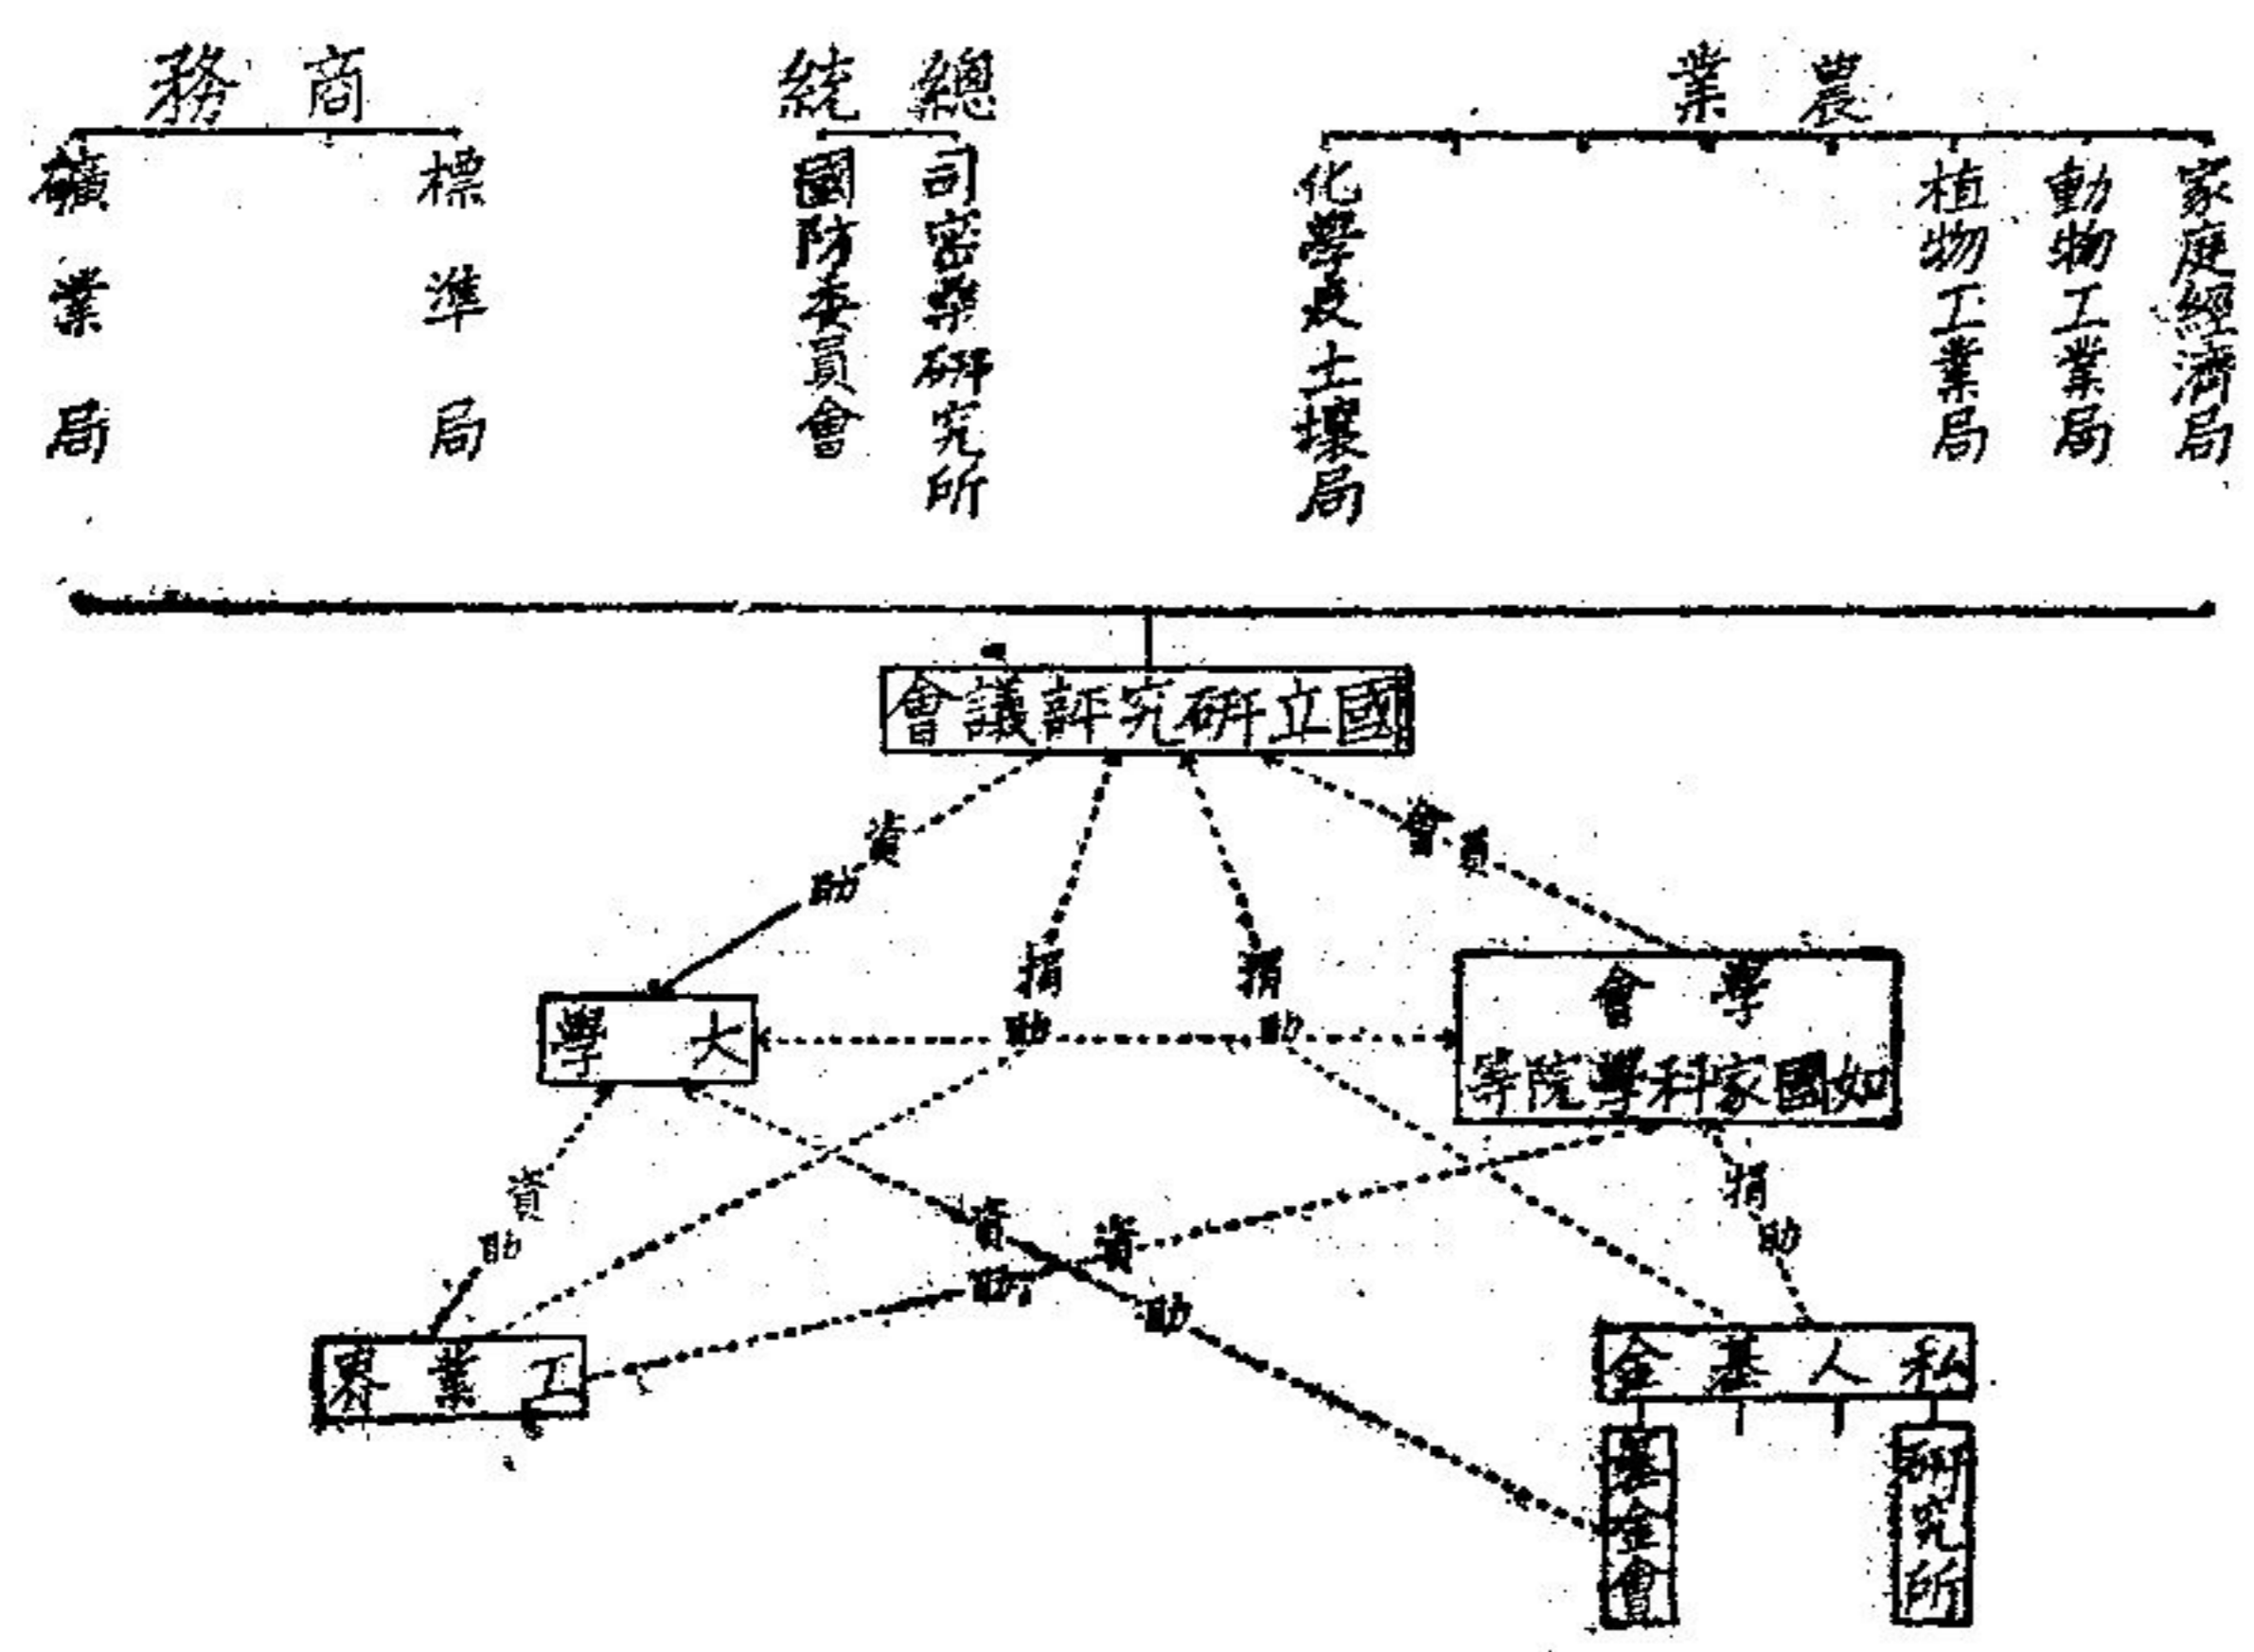 農業
家庭經濟局
動物工業局
植物工業局
化學及土壤局
總統
司密桑研究所
國防委員會
商務
標準局
礦業局
國立研究評議會
會員
捐助
捐助
資助
學會
如國家科學院等
大學
捐助
資助
資助
資助
私人基金
研究所
基金會
工業界